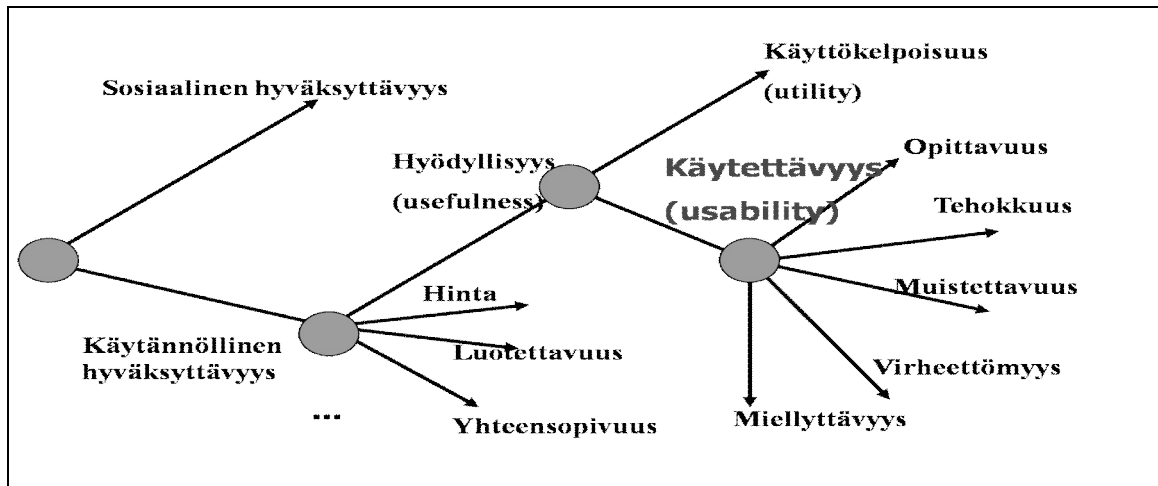 Käyttökelpoisuus
(utility)
Sosiaalinen hyväksyttävyys
Hyödyllisyys
(usefulness)
Käytettävyys
(usability)
Opittavuus
Tehokkuus
Muistettavuus
Virheettömyys
Miellyttävyys
Hinta
Luotettavuus
Yhteensopivuus
Käytännöllinen
hyväksyttävyys
...